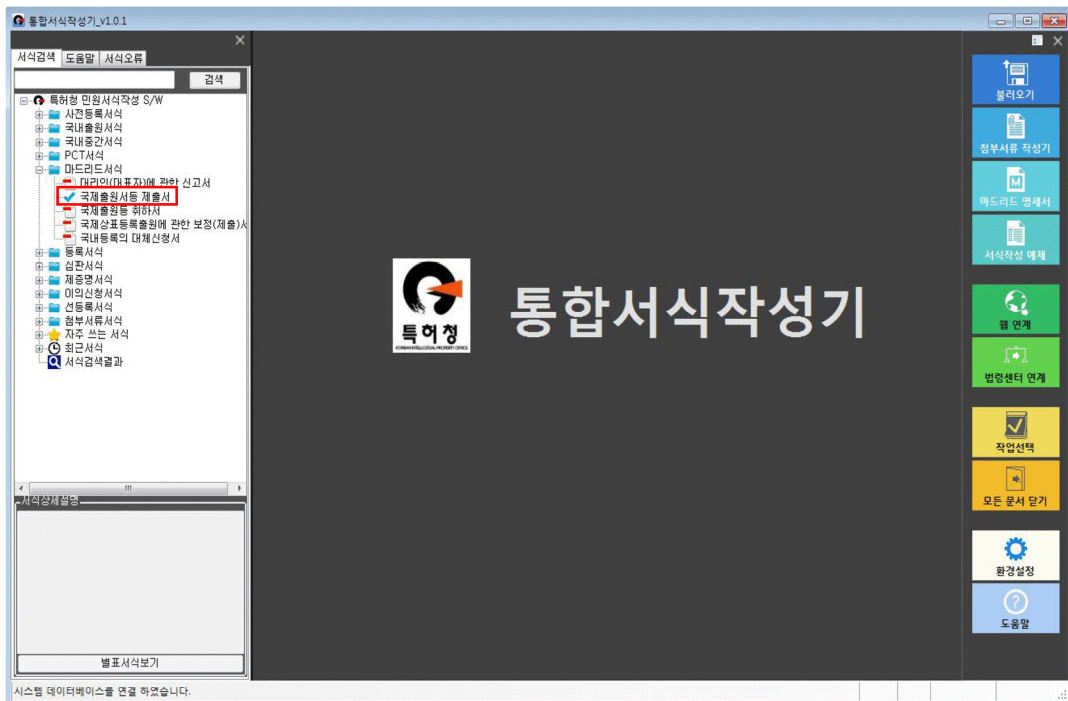 통합서식작성기_v1.0.1
서식검색 도움말 서식오류
검색
특허청 민원서식작성 S/W
사전등록서식
국내출원서식
국내중간서식
PCT서식
마드리드서식
대리인(대표자)에 관한 신고서
국제출원서등 제출서
국제출원등 취하서
국제상표등록출원에 관한 보정(제출)서
국내등록의 대체신청서
등록서식
심판서식
제증명서식
이의신청서식
선등록서식
첨부서류서식
자주 쓰는 서식
최근서식
서식검색결과
서식상세설명
별표서식보기
시스템 데이터베이스를 연결 하였습니다.
특허청
KOREAN INTELLECTUAL PROPERTY OFFICE
통합서식작성기
불러오기
첨부서류 작성기
마드리드 명세서
서식작성 예제
웹 연계
법령센터 연계
작업선택
모든 문서 닫기
환경설정
도움말